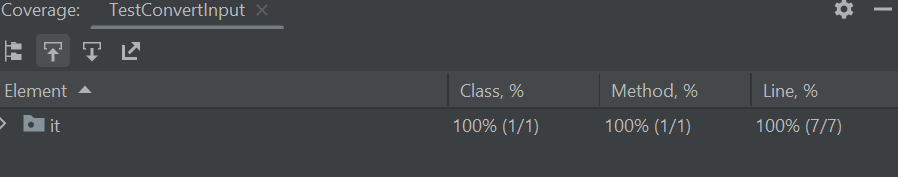 Coverage: TestConvertInput
Element Class, % Method, % Line, %
it 100% (1/1) 100% (1/1) 100% (7/7)